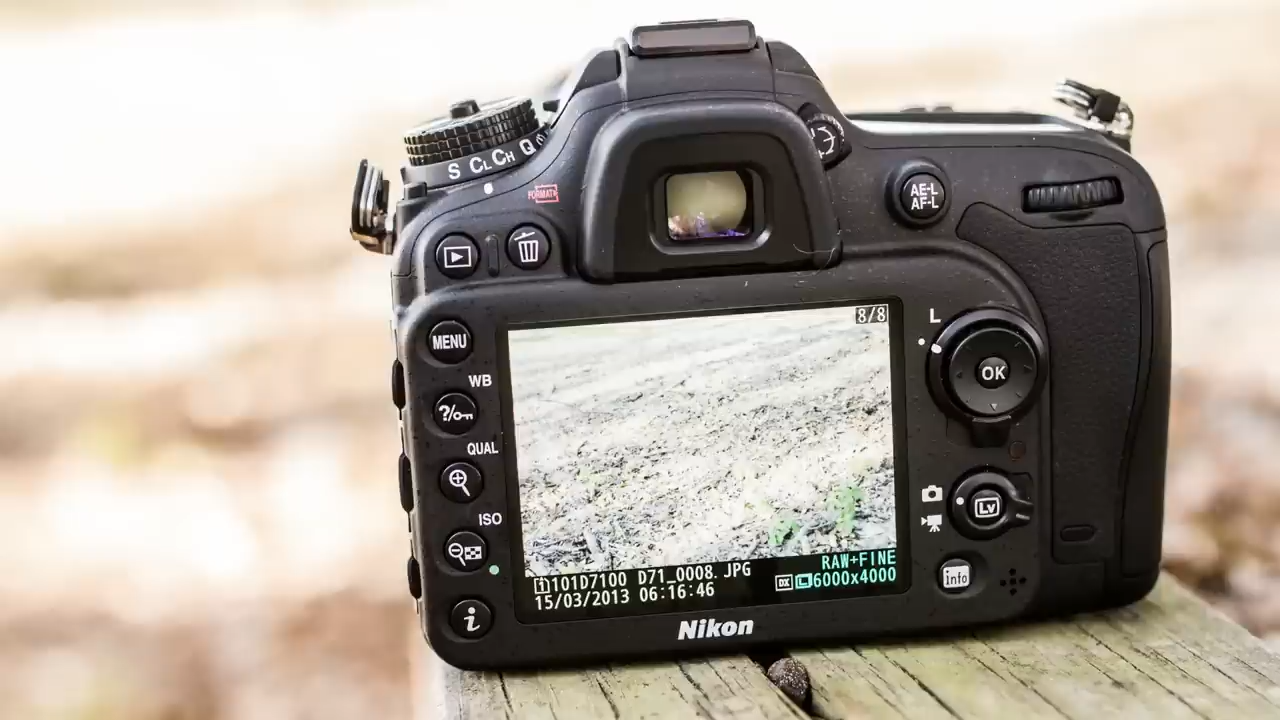 S CL CH Q
FORMAT
AE-L
AF-L
8/8
L
MENU
OK
WB
?/
QUAL
ISO
Lv
RAW+FINE
[1]101D7100 D71_0008.JPG
DX L 6000x4000
15/03/2013 06:16:46
info
i
Nikon